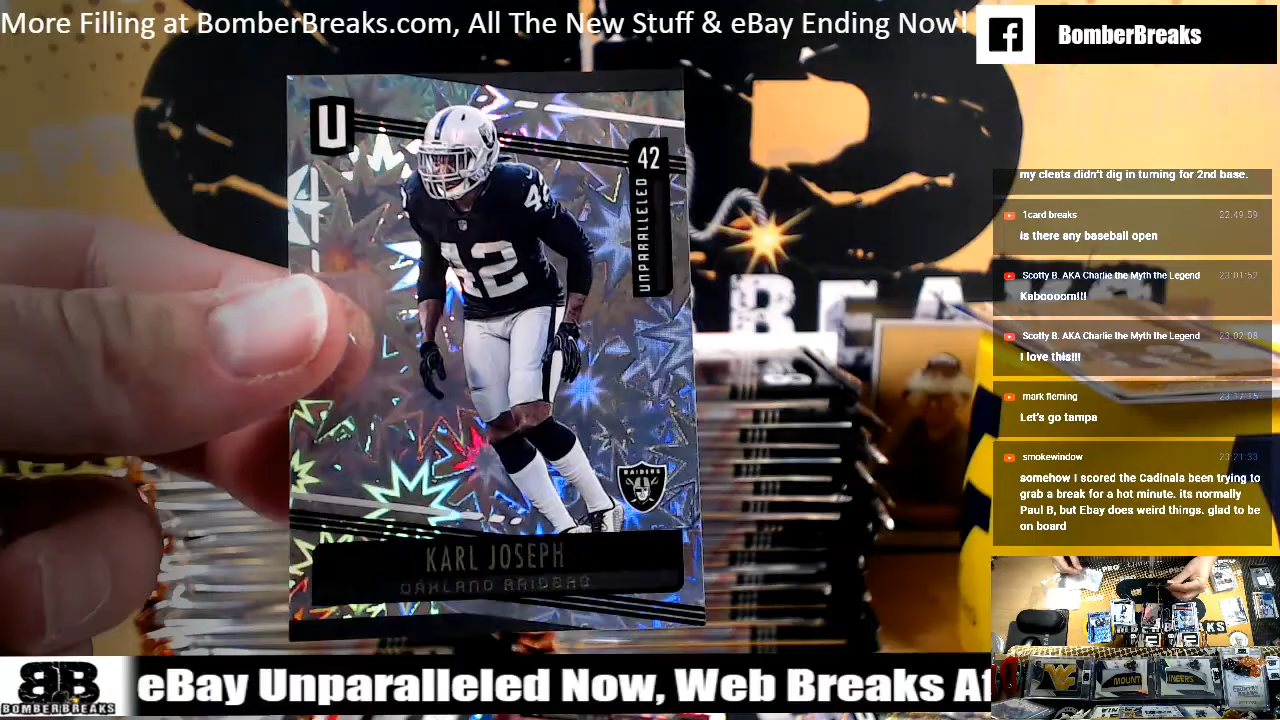 More Filling at BomberBreaks.com, All The New Stuff & eBay Ending Now!
BomberBreaks
U
42
UNPARALLELED
42
RAIDERS
KARL JOSEPH
OAKLAND RAIDERS
my cleats didn't dig in turning for 2nd base.
1card breaks 22:49:59
is there any baseball open
Scotty B. AKA Charlie the Myth the Legend 23:01:52
Kaboooom!!!
Scotty B. AKA Charlie the Myth the Legend 23:02:08
I love this!!!
mark fleming 23:17:15
Let's go tampa
smokewindow 23:21:33
somehow I scored the Cadinals been trying to
grab a break for a hot minute. its normally
Paul B, but Ebay does weird things. glad to be
on board
MOUNT
INEERS
BB
BOMBERBREAKS
eBay Unparalleled Now, Web Breaks Af